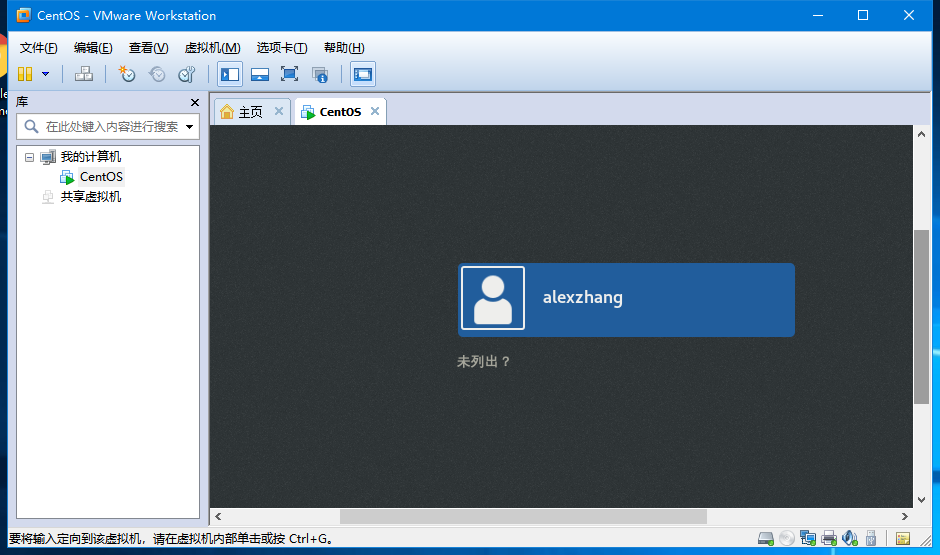 CentOS - VMware Workstation
文件(F) 编辑(E) 查看(V) 虚拟机(M) 选项卡(T) 帮助(H)
库
在此处键入内容进行搜索
我的计算机
CentOS
共享虚拟机
主页
CentOS
alexzhang
未列出？
要将输入定向到该虚拟机，请在虚拟机内部单击或按 Ctrl+G。